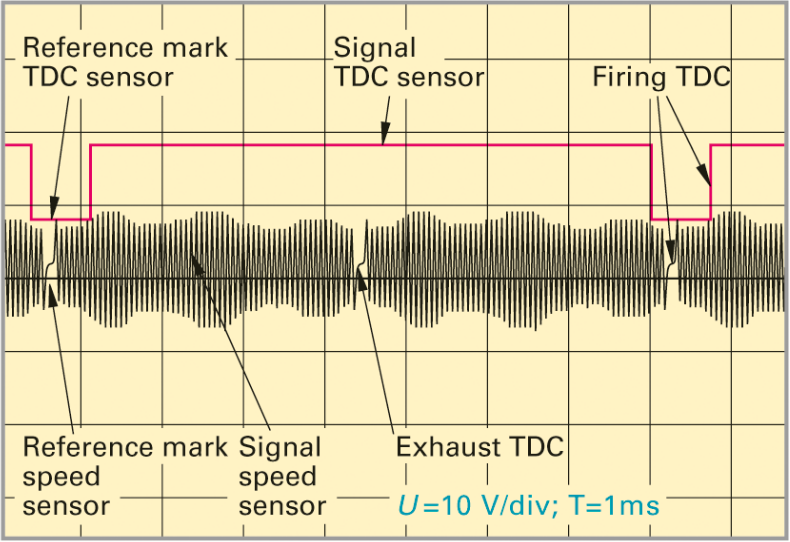 Reference mark
TDC sensor
Signal
TDC sensor
Firing TDC
Reference mark
speed
sensor
Signal
speed
sensor
Exhaust TDC
U=10 V/div; T=1ms